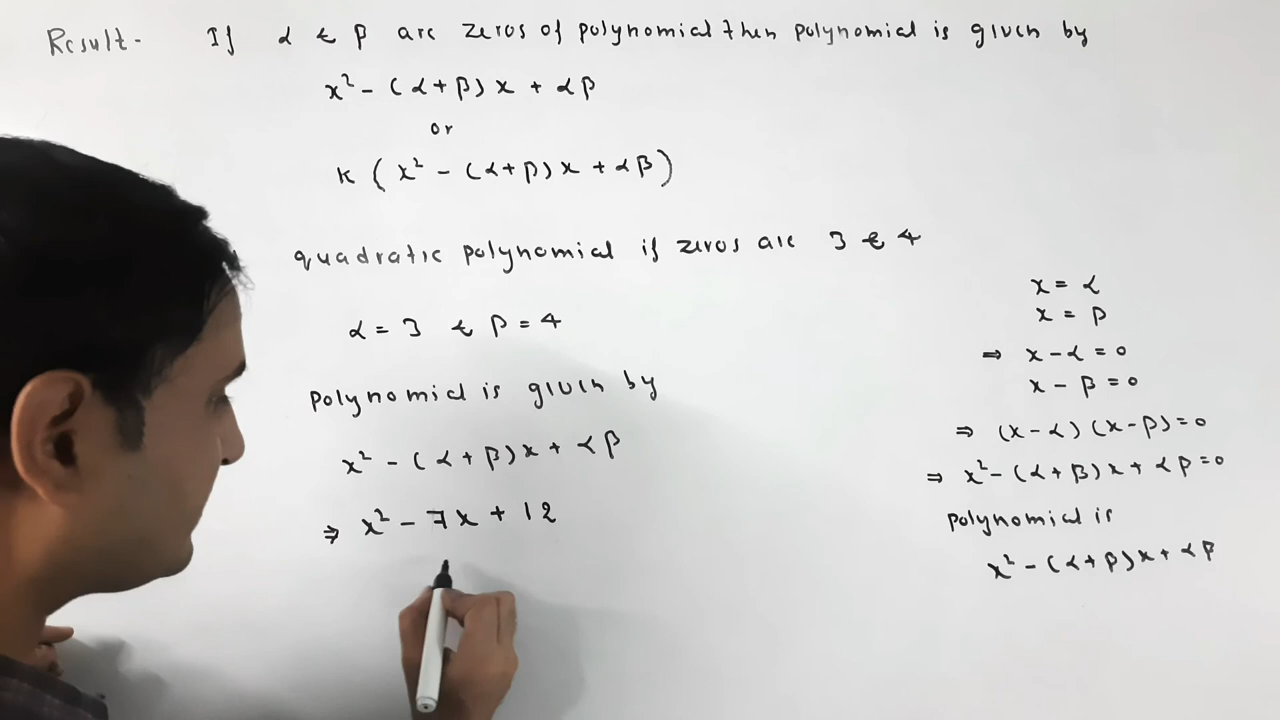 Result - If α & β are zeros of polynomial then polynomial is given by
x² - (α+β)x + αβ
or
K (x² - (α+β)x + αβ)
quadratic polynomial if zeros are 3 & 4
α = 3 & β = 4
polynomial is given by
x² - (α+β)x + αβ
⇒ x² - 7x + 12
x = α
x = β
⇒ x - α = 0
x - β = 0
⇒ (x-α) (x-β) = 0
⇒ x² - (α+β)x + αβ = 0
polynomial is
x² - (α+β)x + αβ